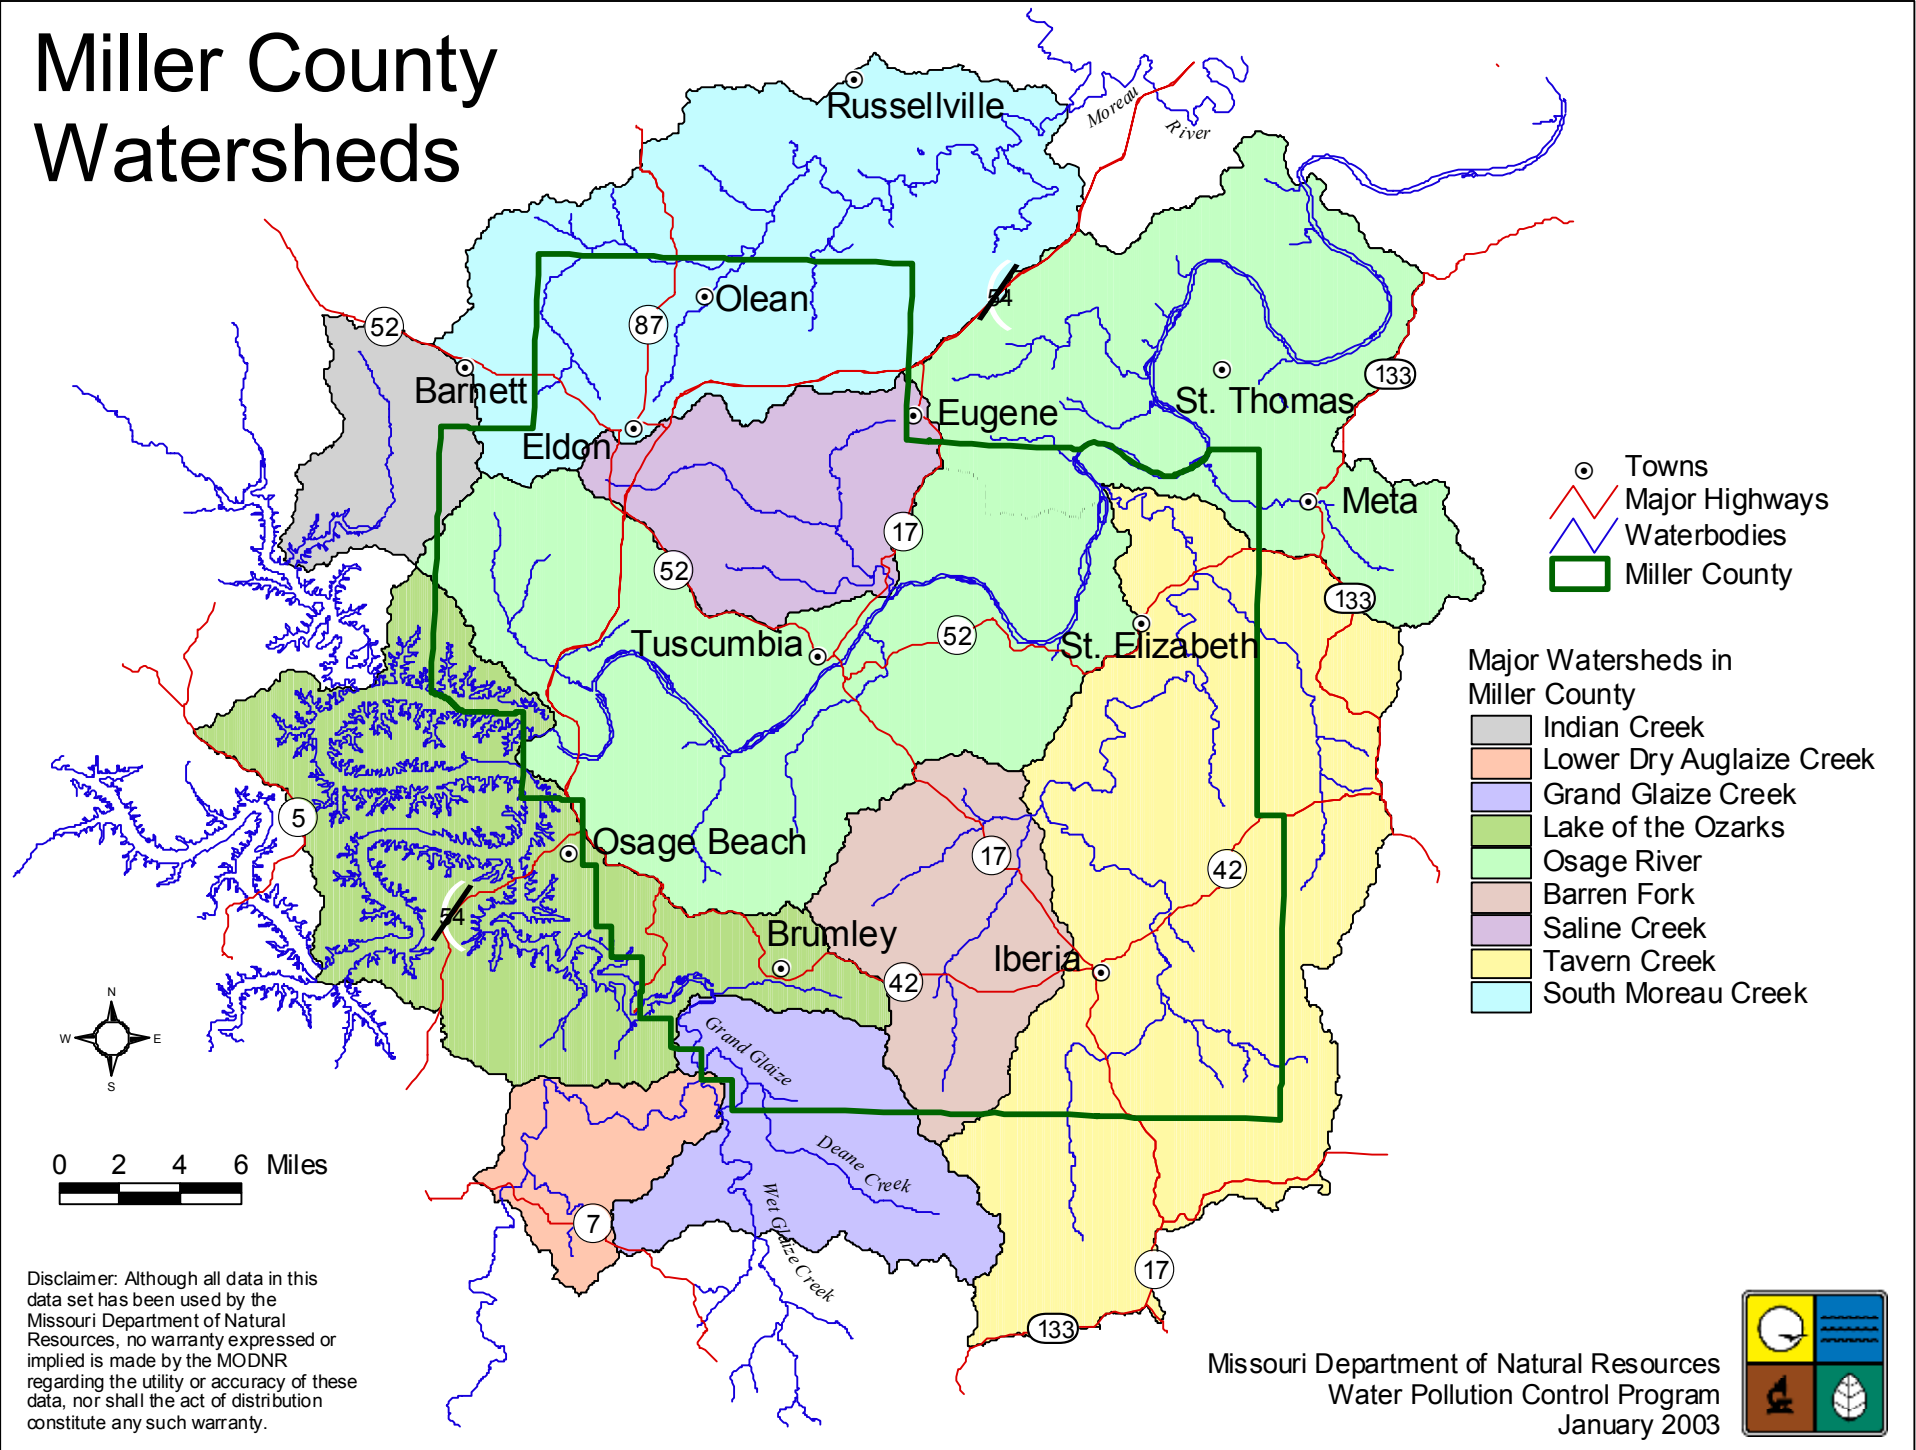 Miller County
Watersheds
Russellville
Moreau
River
54
52
87
Olean
Barnett
Eldon
Eugene
St. Thomas
133
Meta
17
52
133
Tuscumbia
52
St. Elizabeth
5
Osage Beach
17
42
54
Brumley
Iberia
42
Grand Glaize
Deane Creek
Wet Glaize Creek
7
17
133
Towns
Major Highways
Waterbodies
Miller County
Major Watersheds in
Miller County
Indian Creek
Lower Dry Auglaize Creek
Grand Glaize Creek
Lake of the Ozarks
Osage River
Barren Fork
Saline Creek
Tavern Creek
South Moreau Creek
N
W E
S
0 2 4 6 Miles
Disclaimer: Although all data in this
data set has been used by the
Missouri Department of Natural
Resources, no warranty expressed or
implied is made by the MODNR
regarding the utility or accuracy of these
data, nor shall the act of distribution
constitute any such warranty.
Missouri Department of Natural Resources
Water Pollution Control Program
January 2003